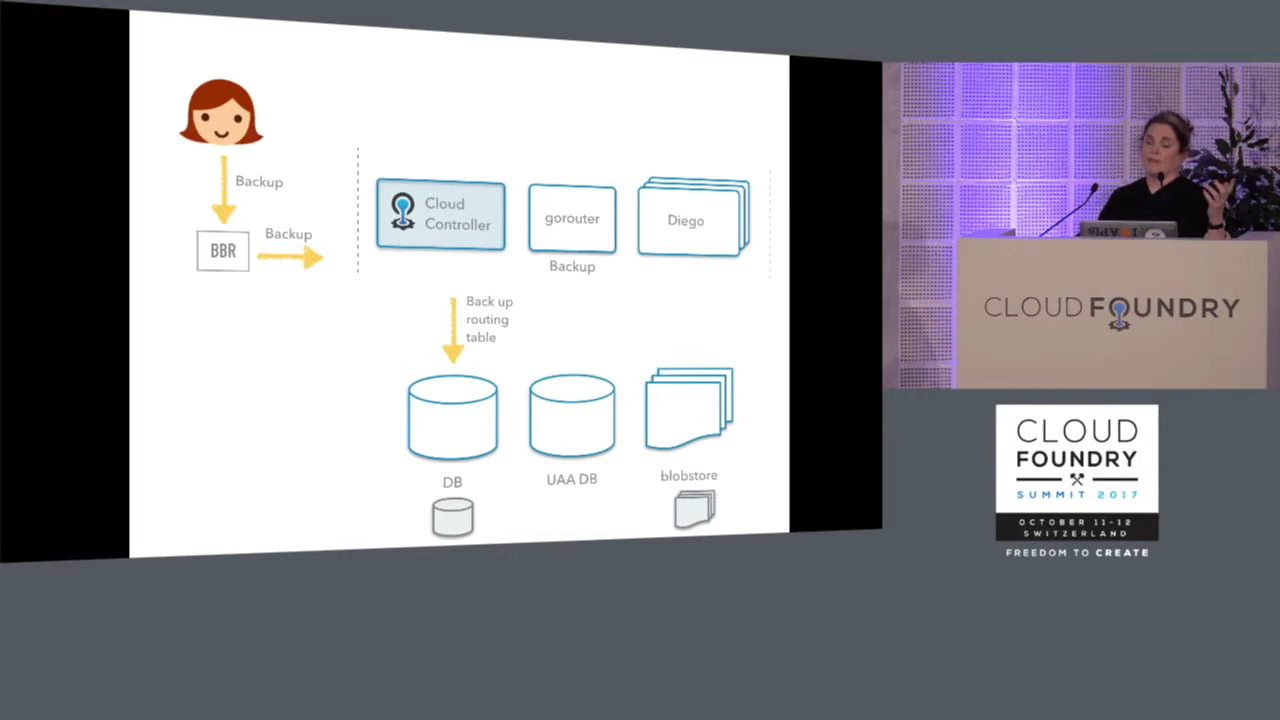 Backup
BBR
Backup
Cloud
Controller
gorouter
Diego
Backup
Back up
routing
table
DB
UAA DB
blobstore
I APIs
CLOUD FOUNDRY
CLOUD
FOUNDRY
SUMMIT 2017
OCTOBER 11-12
SWITZERLAND
FREEDOM TO CREATE